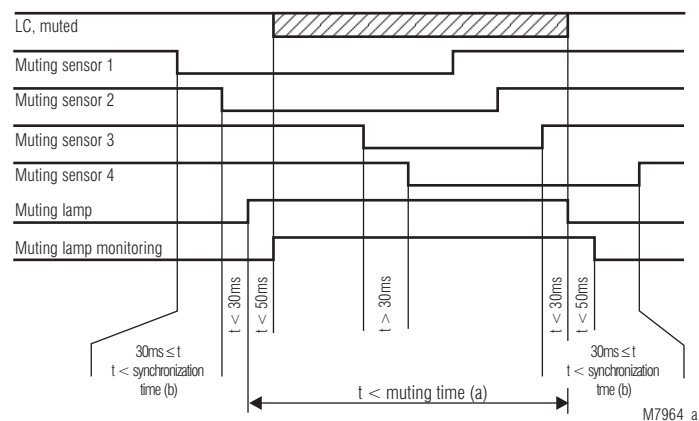 LC, muted
Muting sensor 1
Muting sensor 2
Muting sensor 3
Muting sensor 4
Muting lamp
Muting lamp monitoring
t < 30ms
t < 50ms
t > 30ms
t < 30ms
t < 50ms
30ms ≤ t
t < synchronization
time (b)
30ms ≤ t
t < synchronization
tme (b)
t < muting time (a)
M7964_a